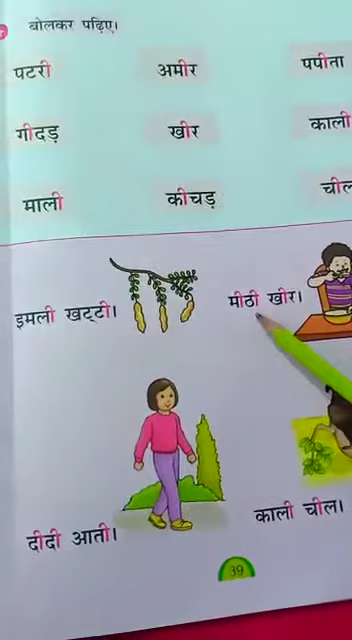 बोलकर पढ़िए।
पटरी अमीर पपीता
गीदड़ खीर काली
माली कीचड़ चील
इमली खट्टी। मीठी खीर।
दीदी आती। काली चील।
39